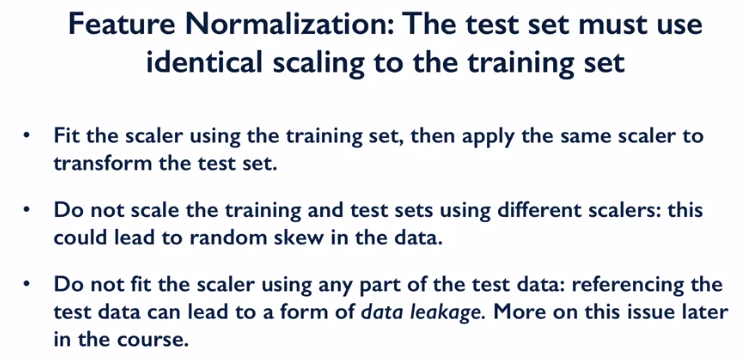 Feature Normalization: The test set must use
identical scaling to the training set
• Fit the scaler using the training set, then apply the same scaler to
transform the test set.
• Do not scale the training and test sets using different scalers: this
could lead to random skew in the data.
• Do not fit the scaler using any part of the test data: referencing the
test data can lead to a form of data leakage. More on this issue later
in the course.